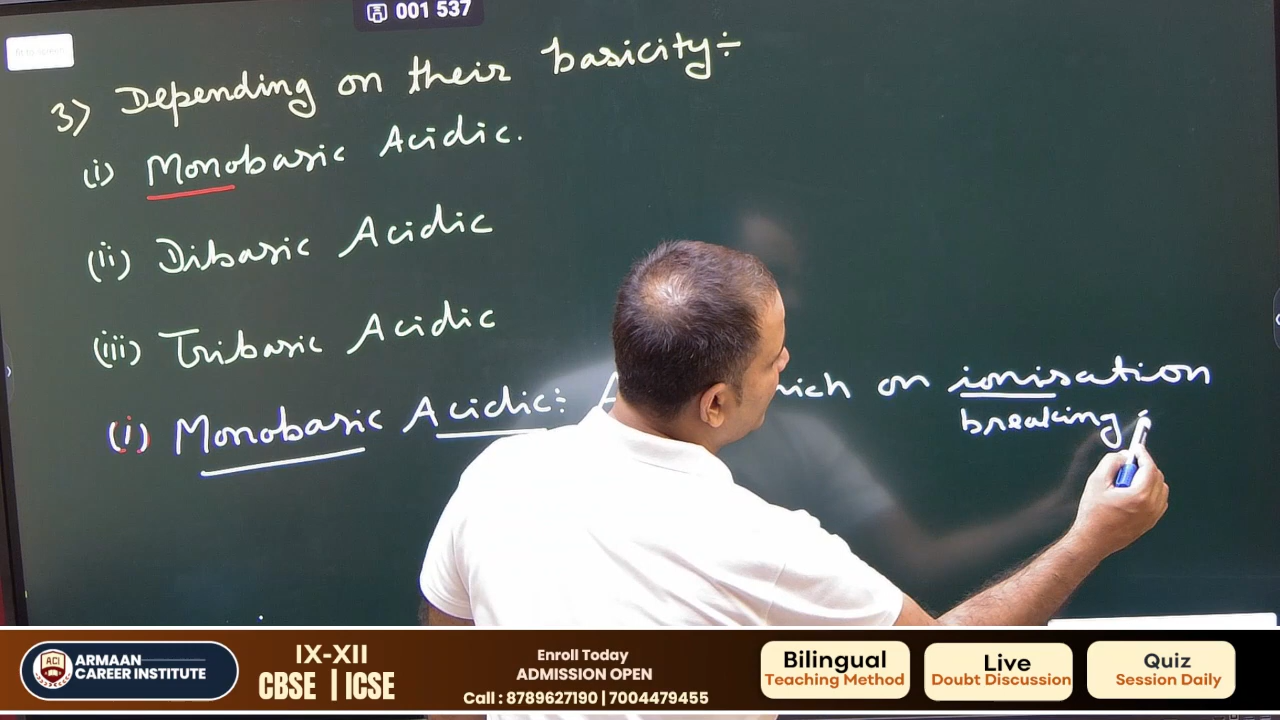 001 537
3) Depending on their basicity÷
(i) Monobasic Acidic.
(ii) Dibasic Acidic
(iii) Tribasic Acidic
(i) Monobasic Acidic: on ionisation
breaking
ACI
ARMAAN
CAREER INSTITUTE
IX-XII
CBSE | ICSE
Enroll Today
ADMISSION OPEN
Call : 8789627190 | 7004479455
Bilingual
Teaching Method
Live
Doubt Discussion
Quiz
Session Daily